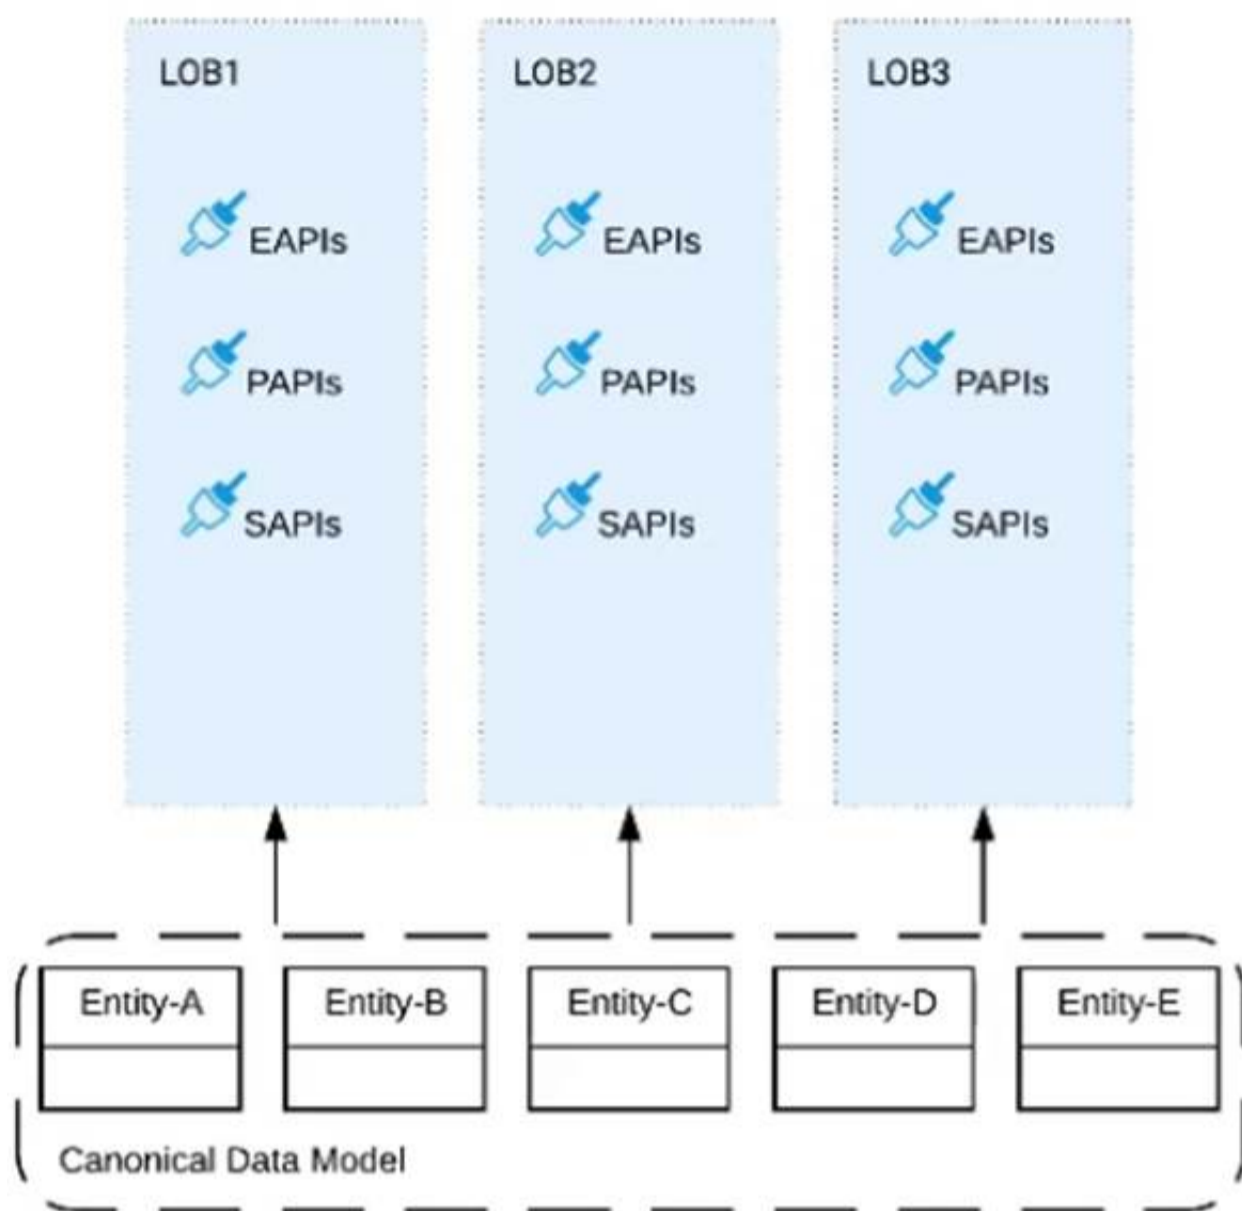 LOB1 LOB2 LOB3
EAPIs EAPIs EAPIs
PAPIs PAPIs PAPIs
SAPIs SAPIs SAPIs
Entity-A Entity-B Entity-C Entity-D Entity-E
Canonical Data Model